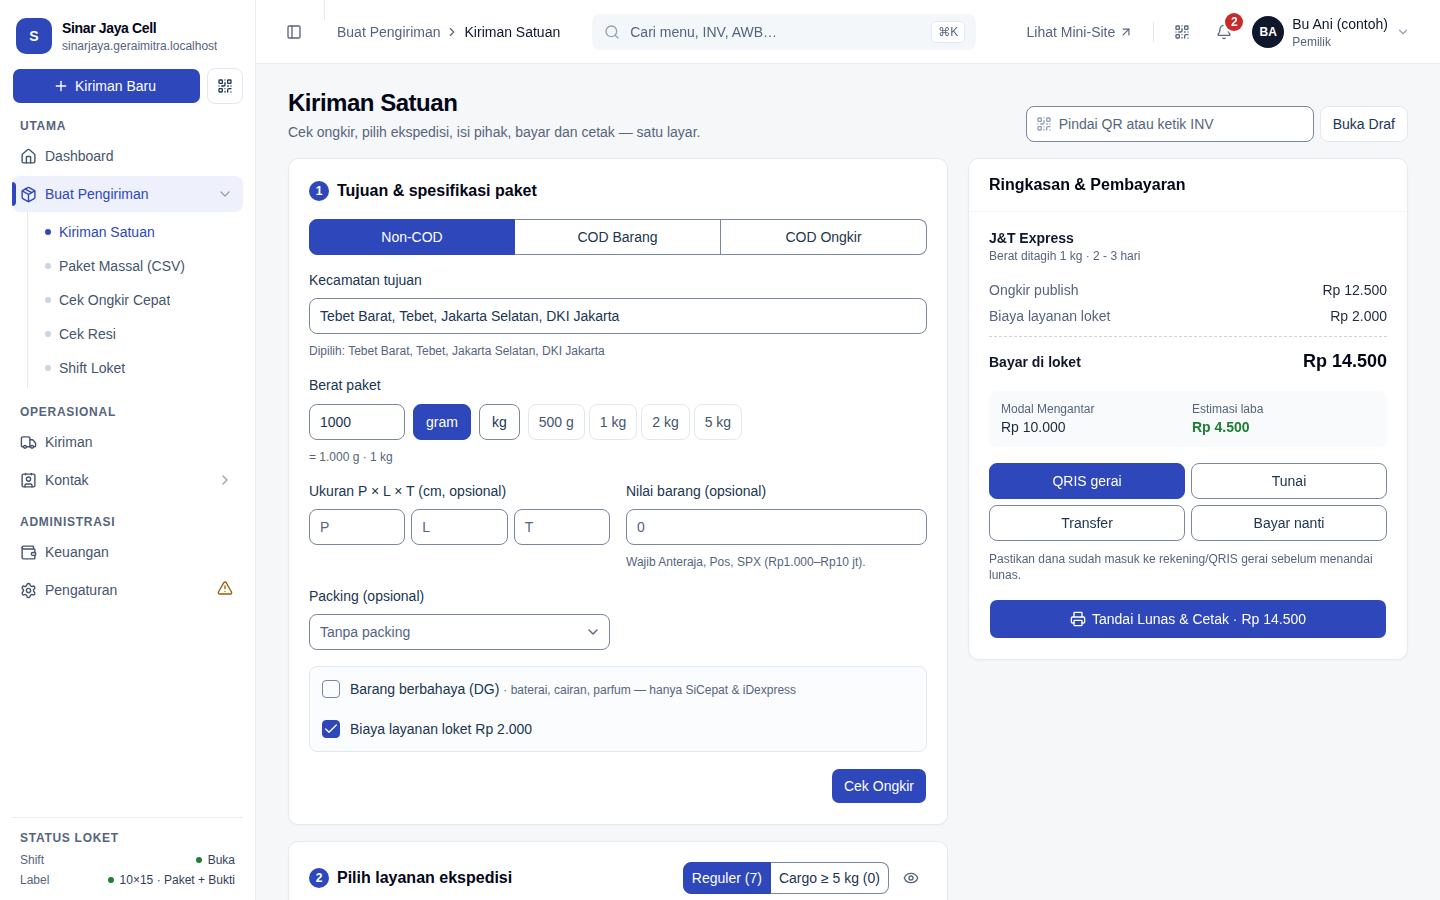 S
Sinar Jaya Cell
sinarjaya.geraimitra.localhost
Kiriman Baru
UTAMA
Dashboard
Buat Pengiriman
Kiriman Satuan
Paket Massal (CSV)
Cek Ongkir Cepat
Cek Resi
Shift Loket
OPERASIONAL
Kiriman
Kontak
ADMINISTRASI
Keuangan
Pengaturan
STATUS LOKET
Shift Buka
Label 10×15 · Paket + Bukti
Buat Pengiriman Kiriman Satuan
Cari menu, INV, AWB… ⌘K
Lihat Mini-Site
2
BA
Bu Ani (contoh)
Pemilik
Kiriman Satuan
Cek ongkir, pilih ekspedisi, isi pihak, bayar dan cetak — satu layar.
Pindai QR atau ketik INV
Buka Draf
1 Tujuan & spesifikasi paket
Non-COD COD Barang COD Ongkir
Kecamatan tujuan
Tebet Barat, Tebet, Jakarta Selatan, DKI Jakarta
Dipilih: Tebet Barat, Tebet, Jakarta Selatan, DKI Jakarta
Berat paket
1000 gram kg 500 g 1 kg 2 kg 5 kg
= 1.000 g · 1 kg
Ukuran P × L × T (cm, opsional) Nilai barang (opsional)
P L T 0
Wajib Anteraja, Pos, SPX (Rp1.000–Rp10 jt).
Packing (opsional)
Tanpa packing
Barang berbahaya (DG) · baterai, cairan, parfum — hanya SiCepat & iDexpress
Biaya layanan loket Rp 2.000
Cek Ongkir
2 Pilih layanan ekspedisi
Reguler (7) Cargo ≥ 5 kg (0)
Ringkasan & Pembayaran
J&T Express
Berat ditagih 1 kg · 2 - 3 hari
Ongkir publish Rp 12.500
Biaya layanan loket Rp 2.000
Bayar di loket Rp 14.500
Modal Mengantar Estimasi laba
Rp 10.000 Rp 4.500
QRIS gerai Tunai
Transfer Bayar nanti
Pastikan dana sudah masuk ke rekening/QRIS gerai sebelum menandai
lunas.
Tandai Lunas & Cetak · Rp 14.500